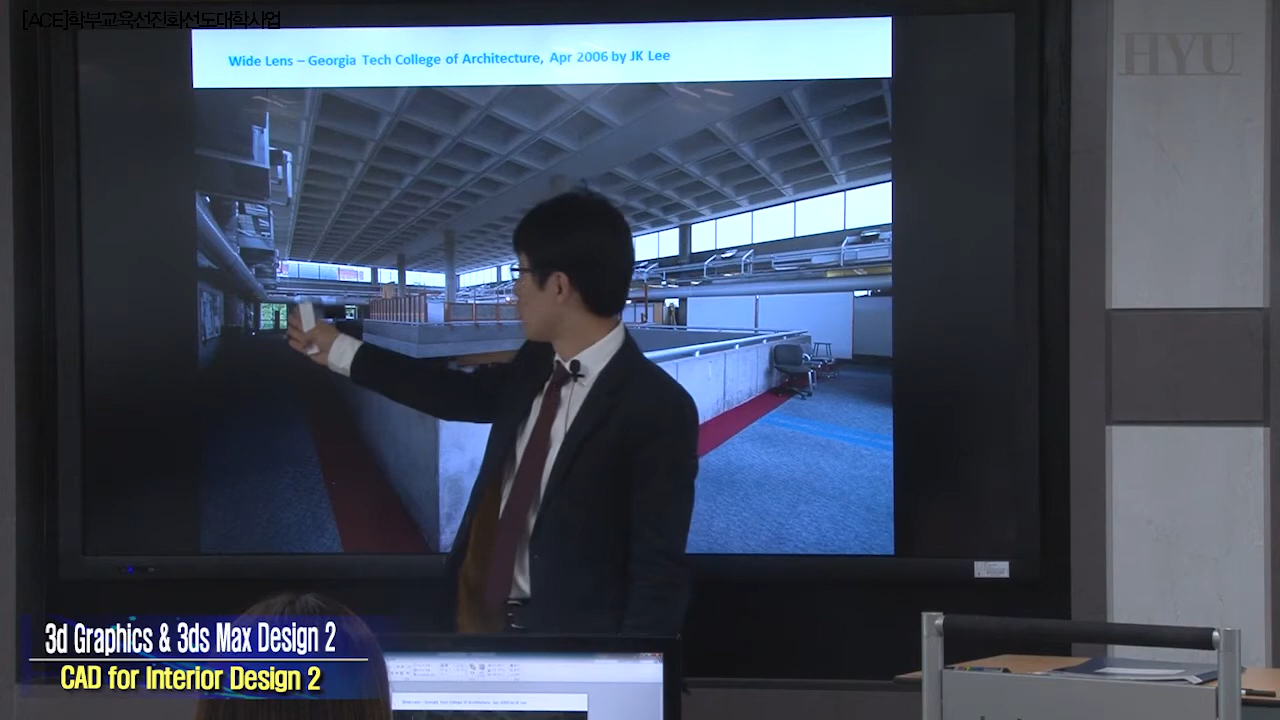 [ACE]학부교육선진화선도대학사업
HYU
Wide Lens – Georgia Tech College of Architecture, Apr 2006 by JK Lee
3d Graphics & 3ds Max Design 2
CAD for Interior Design 2